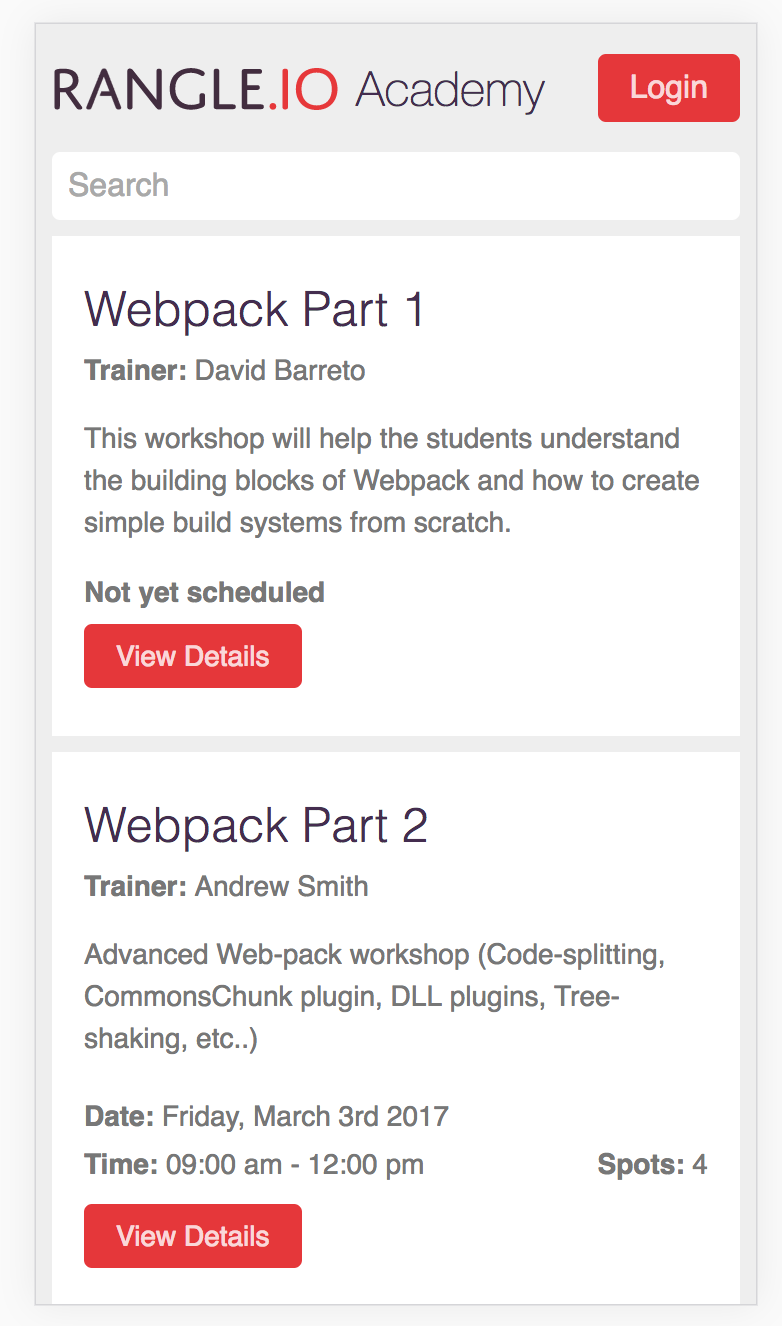 RANGLE.IO Academy
Login
Search
Webpack Part 1
Trainer: David Barreto
This workshop will help the students understand
the building blocks of Webpack and how to create
simple build systems from scratch.
Not yet scheduled
View Details
Webpack Part 2
Trainer: Andrew Smith
Advanced Web-pack workshop (Code-splitting,
CommonsChunk plugin, DLL plugins, Tree-
shaking, etc..)
Date: Friday, March 3rd 2017
Time: 09:00 am - 12:00 pm Spots: 4
View Details